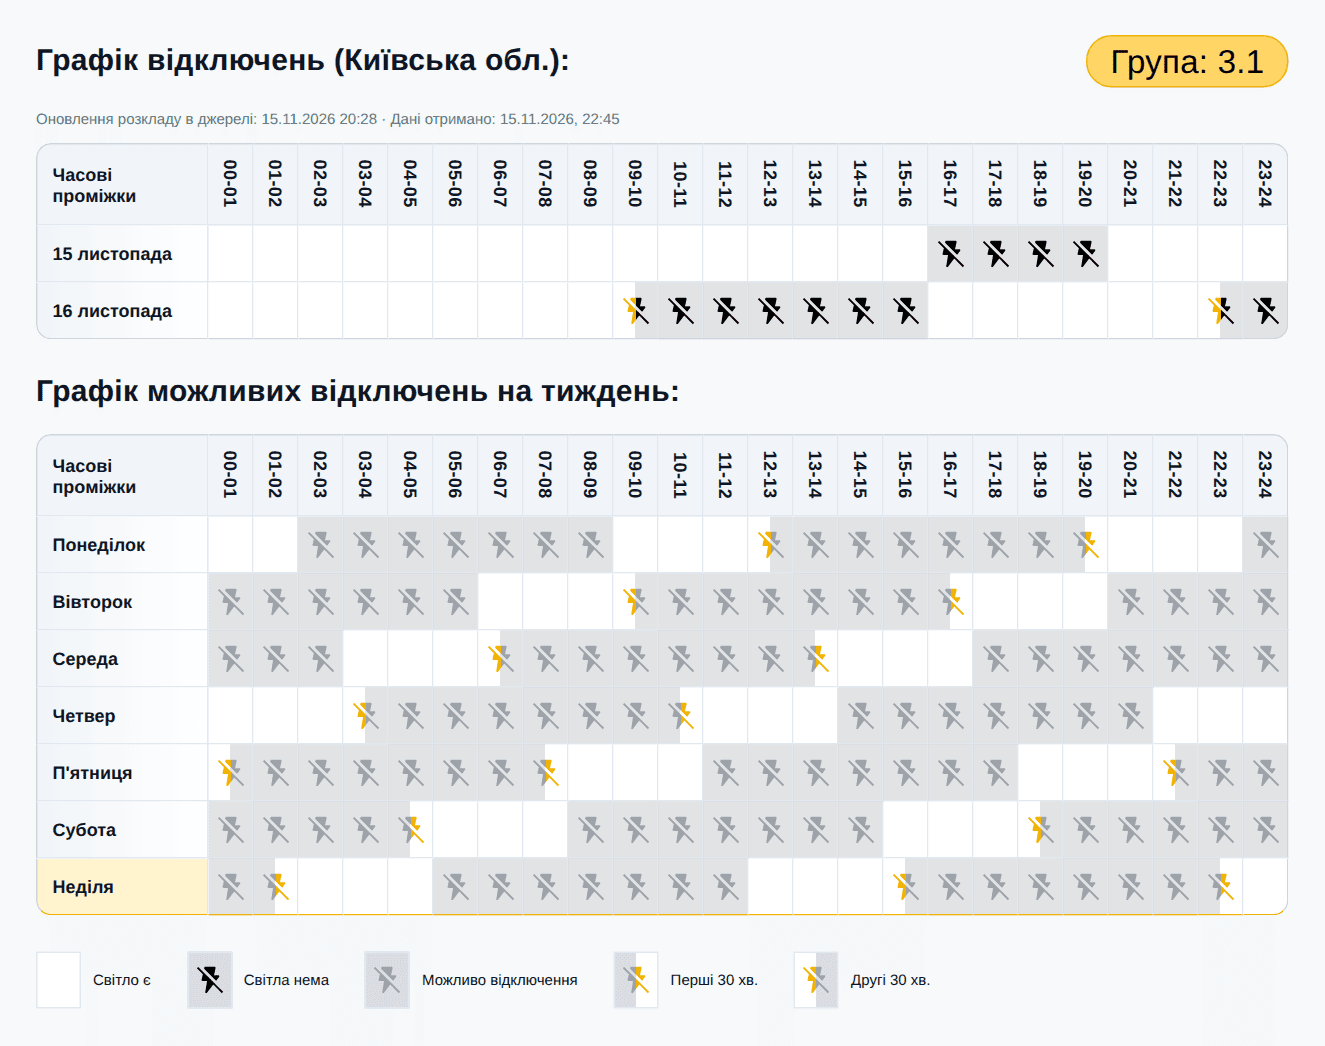 Графік відключень (Київська обл.):
Група: 3.1
Оновлення розкладу в джерелі: 15.11.2026 20:28 · Дані отримано: 15.11.2026, 22:45
Часові проміжки 00-01 01-02 02-03 03-04 04-05 05-06 06-07 07-08 08-09 09-10 10-11 11-12 12-13 13-14 14-15 15-16 16-17 17-18 18-19 19-20 20-21 21-22 22-23 23-24
15 листопада
16 листопада
Графік можливих відключень на тиждень:
Часові проміжки 00-01 01-02 02-03 03-04 04-05 05-06 06-07 07-08 08-09 09-10 10-11 11-12 12-13 13-14 14-15 15-16 16-17 17-18 18-19 19-20 20-21 21-22 22-23 23-24
Понеділок
Вівторок
Середа
Четвер
П'ятниця
Субота
Неділя
Світло є Світла нема Можливо відключення Перші 30 хв. Другі 30 хв.